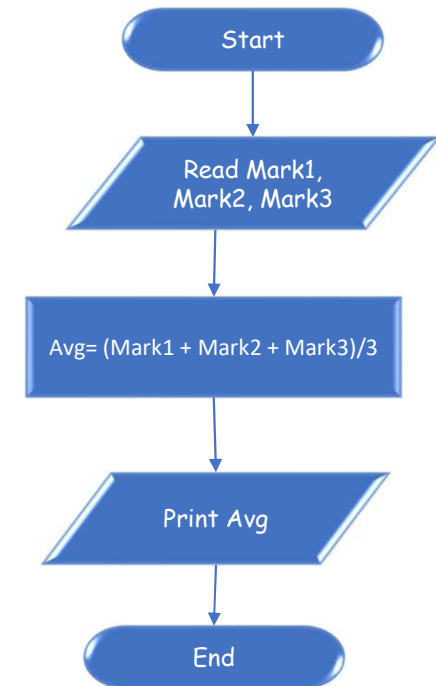 Start
Read Mark1,
Mark2, Mark3
Avg= (Mark1 + Mark2 + Mark3)/3
Print Avg
End